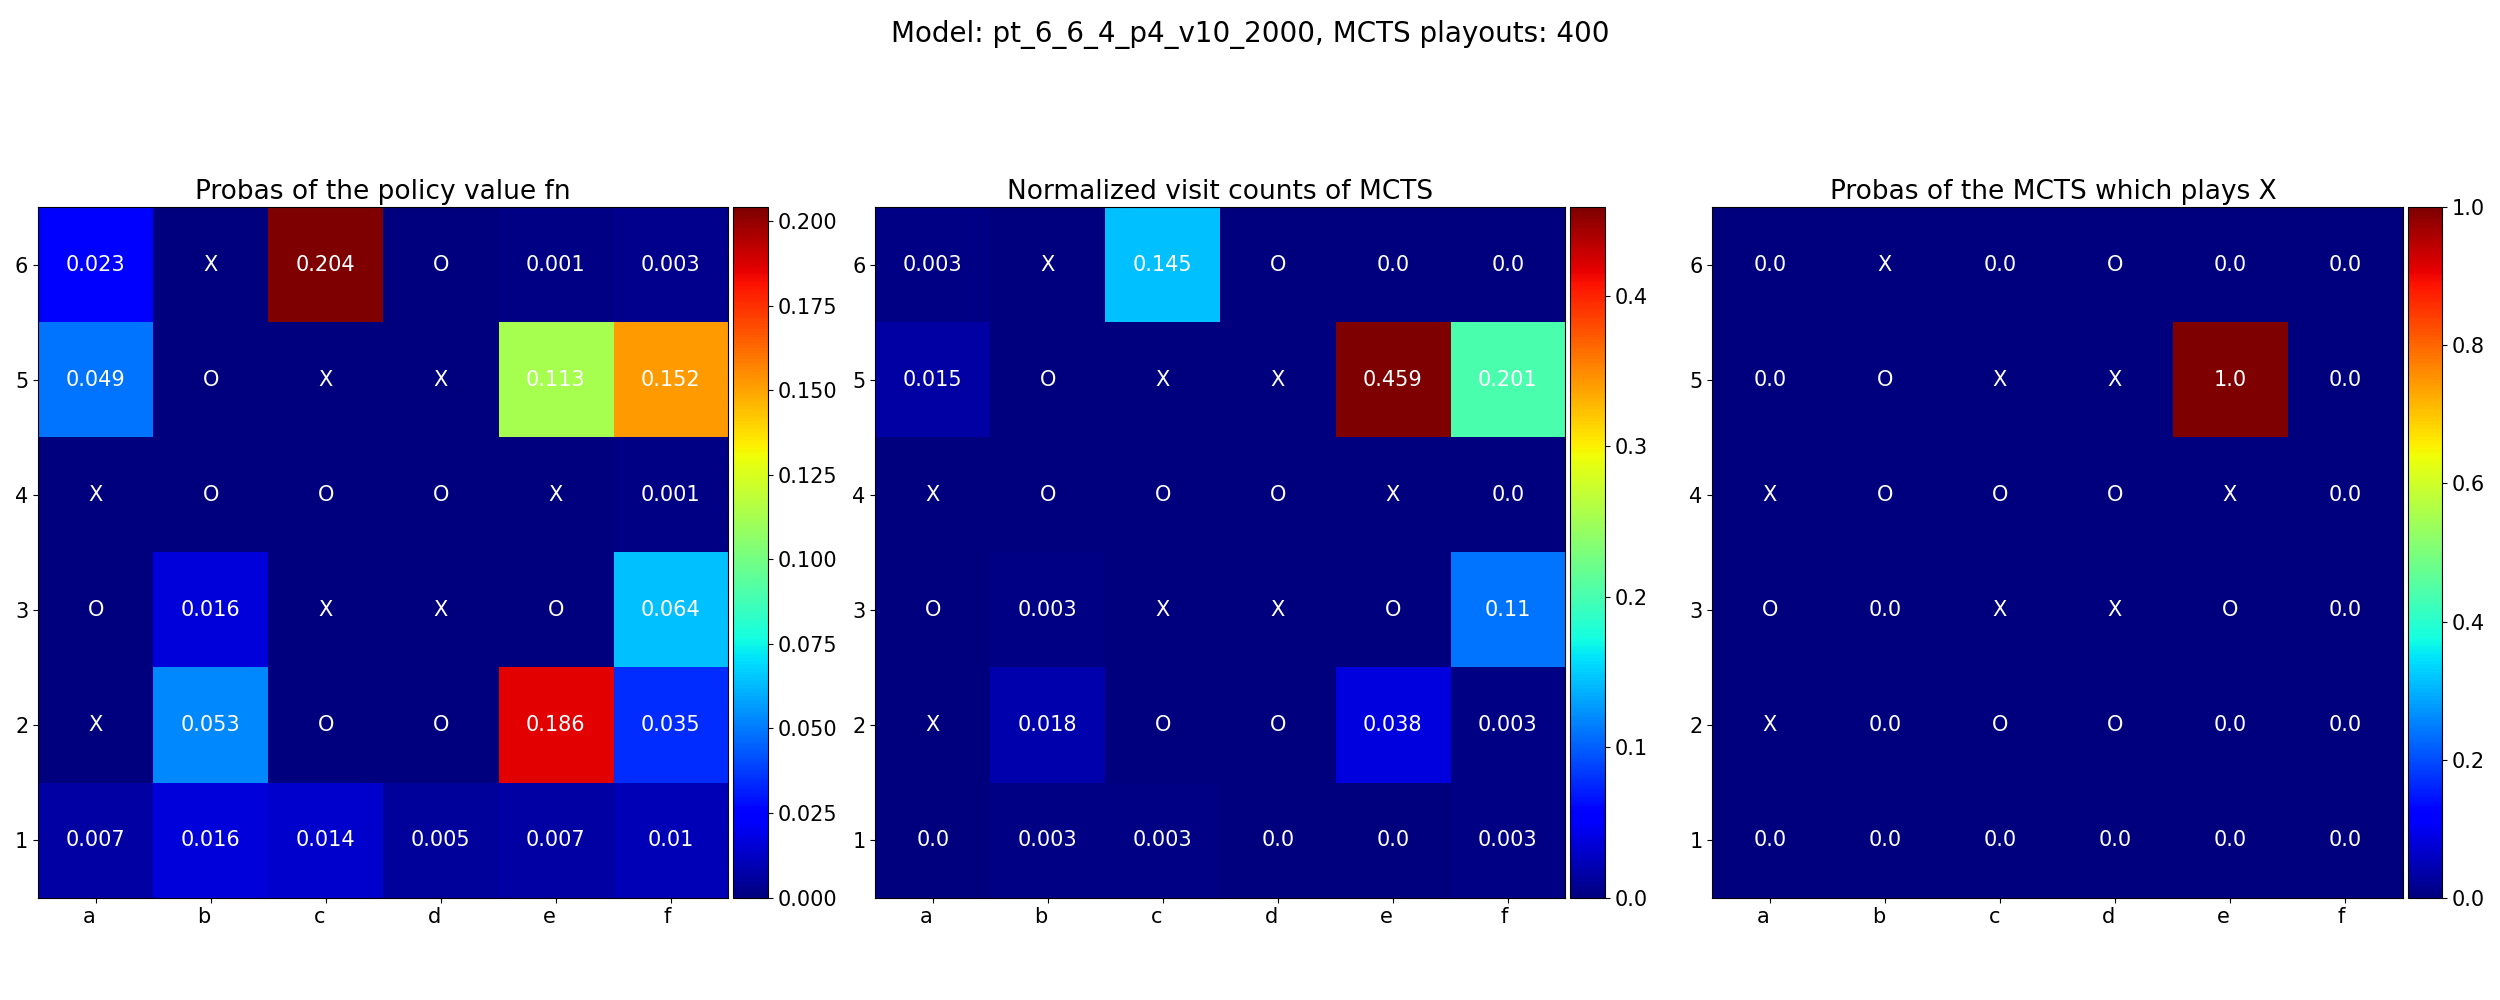 Model: pt_6_6_4_p4_v10_2000, MCTS playouts: 400
Probas of the policy value fn
6 0.023 X 0.204 O 0.001 0.003
5 0.049 O X X 0.113 0.152
4 X O O O X 0.001
3 O 0.016 X X O 0.064
2 X 0.053 O O 0.186 0.035
1 0.007 0.016 0.014 0.005 0.007 0.01
a b c d e f
0.200
0.175
0.150
0.125
0.100
0.075
0.050
0.025
0.000
Normalized visit counts of MCTS
6 0.003 X 0.145 O 0.0 0.0
5 0.015 O X X 0.459 0.201
4 X O O O X 0.0
3 O 0.003 X X O 0.11
2 X 0.018 O O 0.038 0.003
1 0.0 0.003 0.003 0.0 0.0 0.003
a b c d e f
0.4
0.3
0.2
0.1
0.0
Probas of the MCTS which plays X
6 0.0 X 0.0 O 0.0 0.0
5 0.0 O X X 1.0 0.0
4 X O O O X 0.0
3 O 0.0 X X O 0.0
2 X 0.0 O O 0.0 0.0
1 0.0 0.0 0.0 0.0 0.0 0.0
a b c d e f
1.0
0.8
0.6
0.4
0.2
0.0